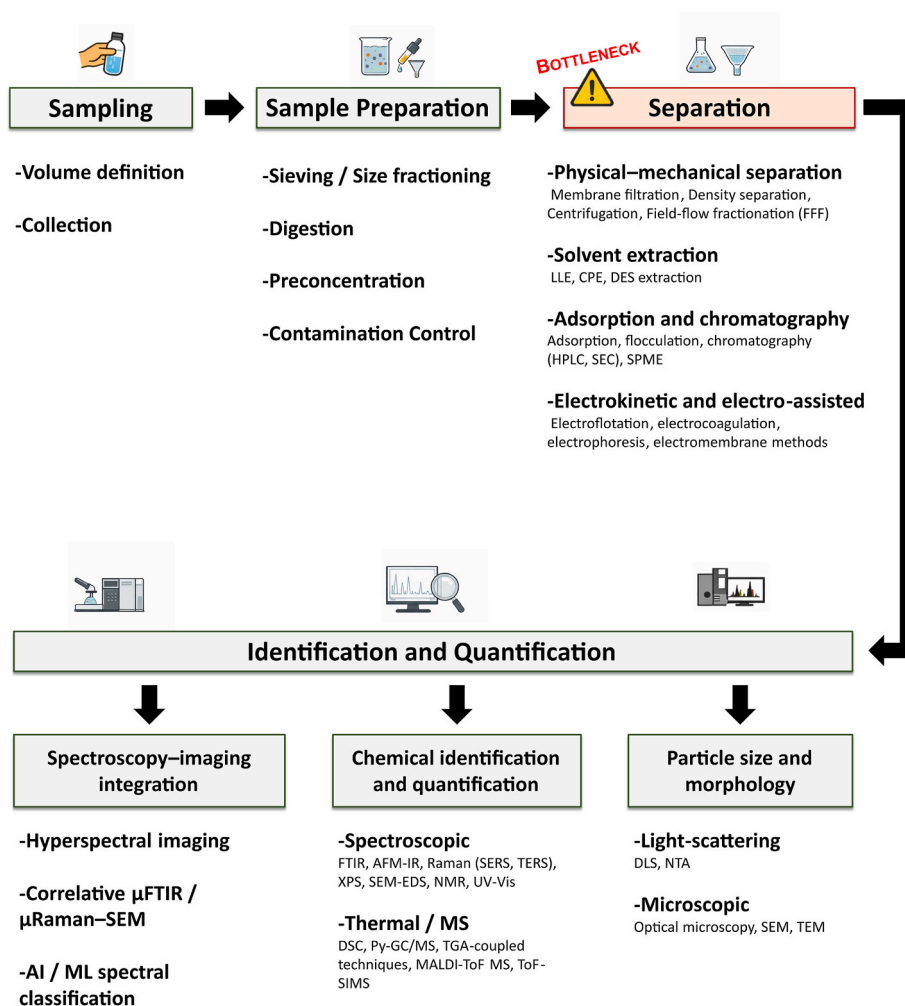 BOTTLENECK
Sampling
Sample Preparation
Separation
-Volume definition
-Collection
-Sieving / Size fractioning
-Digestion
-Preconcentration
-Contamination Control
-Physical–mechanical separation
Membrane filtration, Density separation,
Centrifugation, Field-flow fractionation (FFF)
-Solvent extraction
LLE, CPE, DES extraction
-Adsorption and chromatography
Adsorption, flocculation, chromatography
(HPLC, SEC), SPME
-Electrokinetic and electro-assisted
Electroflotation, electrocoagulation,
electrophoresis, electromembrane methods
Identification and Quantification
Spectroscopy–imaging
integration
-Hyperspectral imaging
-Correlative µFTIR /
µRaman–SEM
-AI / ML spectral
classification
Chemical identification
and quantification
-Spectroscopic
FTIR, AFM-IR, Raman (SERS, TERS),
XPS, SEM-EDS, NMR, UV-Vis
-Thermal / MS
DSC, Py-GC/MS, TGA-coupled
techniques, MALDI-ToF MS, ToF-
SIMS
Particle size and
morphology
-Light-scattering
DLS, NTA
-Microscopic
Optical microscopy, SEM, TEM